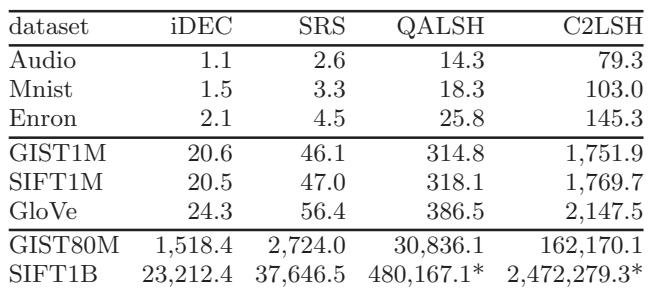 dataset iDEC SRS QALSH C2LSH
Audio 1.1 2.6 14.3 79.3
Mnist 1.5 3.3 18.3 103.0
Enron 2.1 4.5 25.8 145.3
GIST1M 20.6 46.1 314.8 1,751.9
SIFT1M 20.5 47.0 318.1 1,769.7
GloVe 24.3 56.4 386.5 2,147.5
GIST80M 1,518.4 2,724.0 30,836.1 162,170.1
SIFT1B 23,212.4 37,646.5 480,167.1* 2,472,279.3*